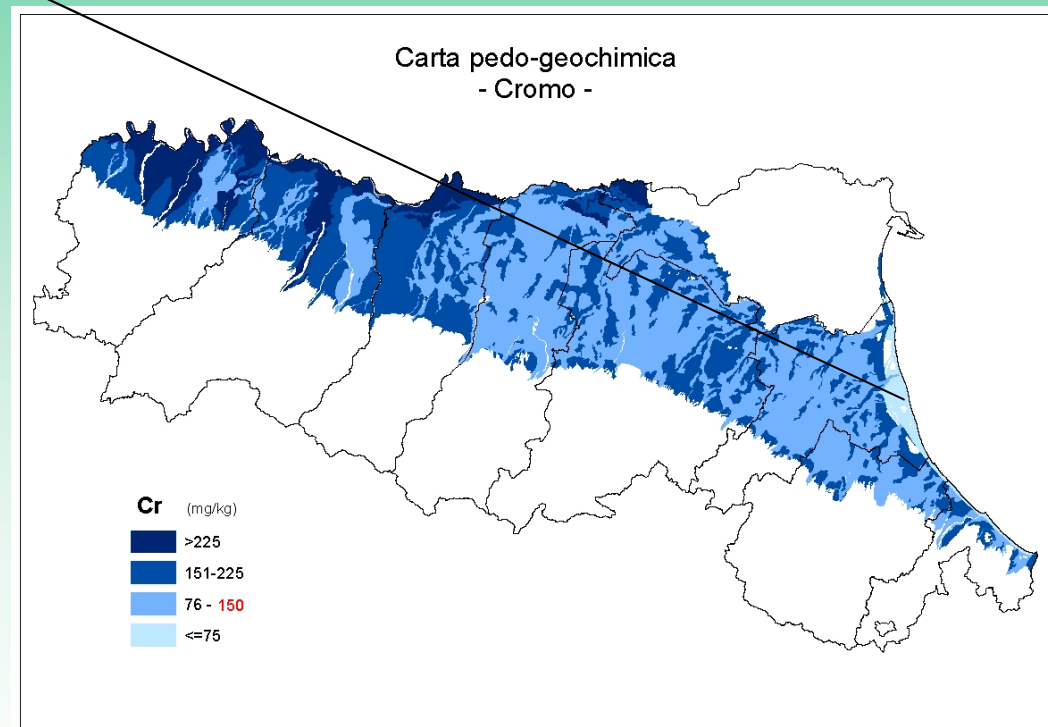 Carta pedo-geochimica
- Cromo -
Cr (mg/kg)
>225
151-225
76 - 150
<=75